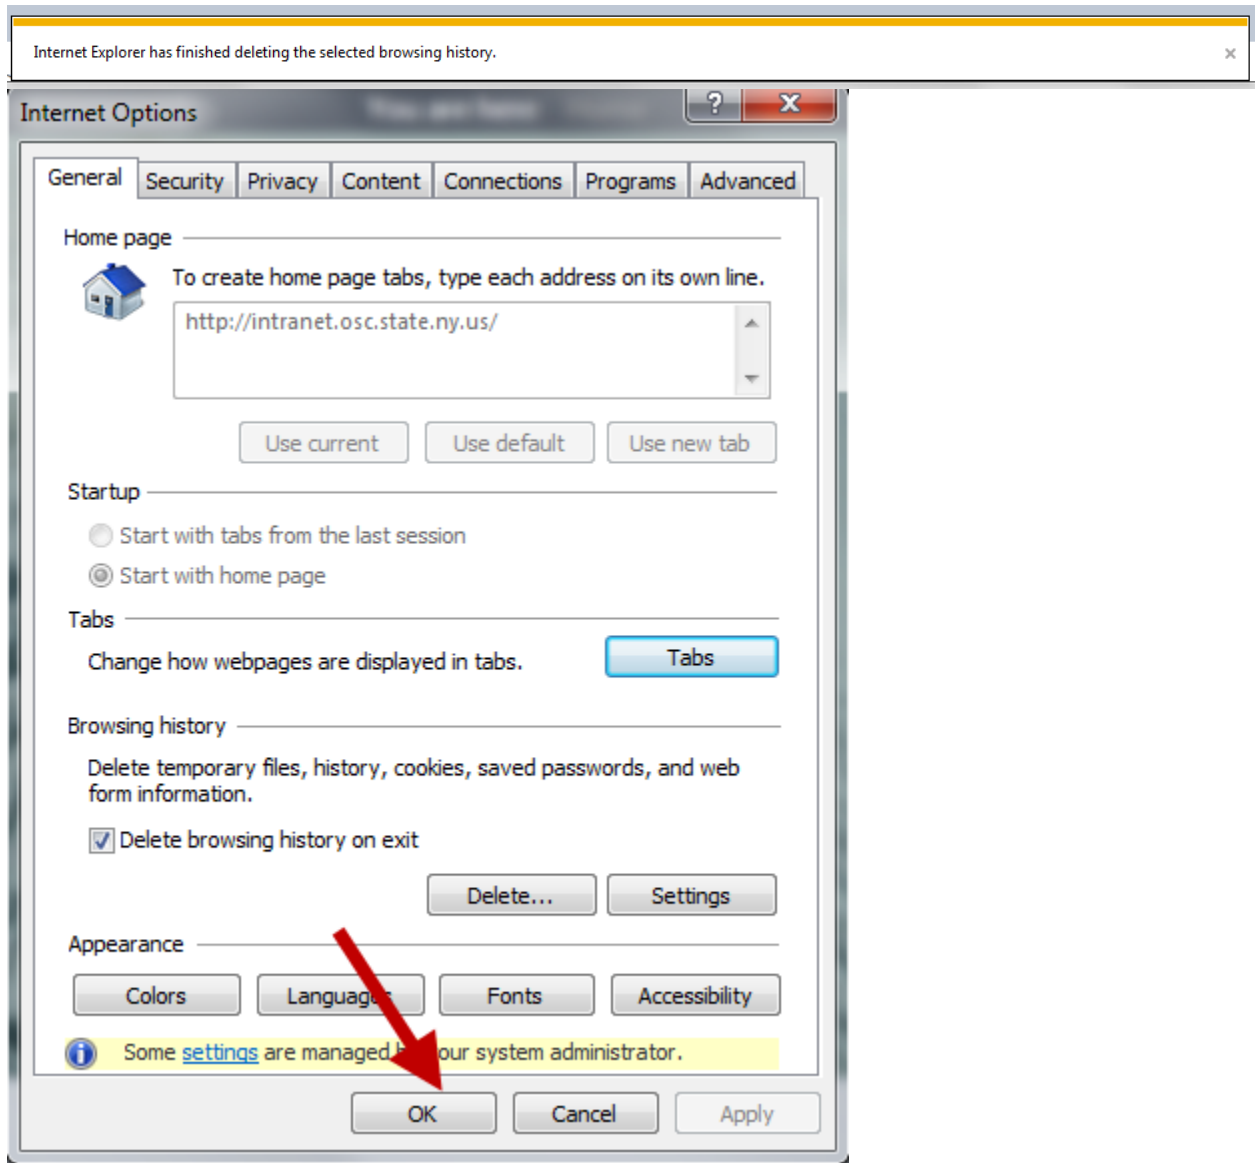 Internet Explorer has finished deleting the selected browsing history.
Internet Options
General Security Privacy Content Connections Programs Advanced
Home page
To create home page tabs, type each address on its own line.
http://intranet.osc.state.ny.us/
Use current Use default Use new tab
Startup
Start with tabs from the last session
Start with home page
Tabs
Change how webpages are displayed in tabs. Tabs
Browsing history
Delete temporary files, history, cookies, saved passwords, and web
form information.
Delete browsing history on exit
Delete... Settings
Appearance
Colors Languages Fonts Accessibility
Some settings are managed by your system administrator.
OK Cancel Apply